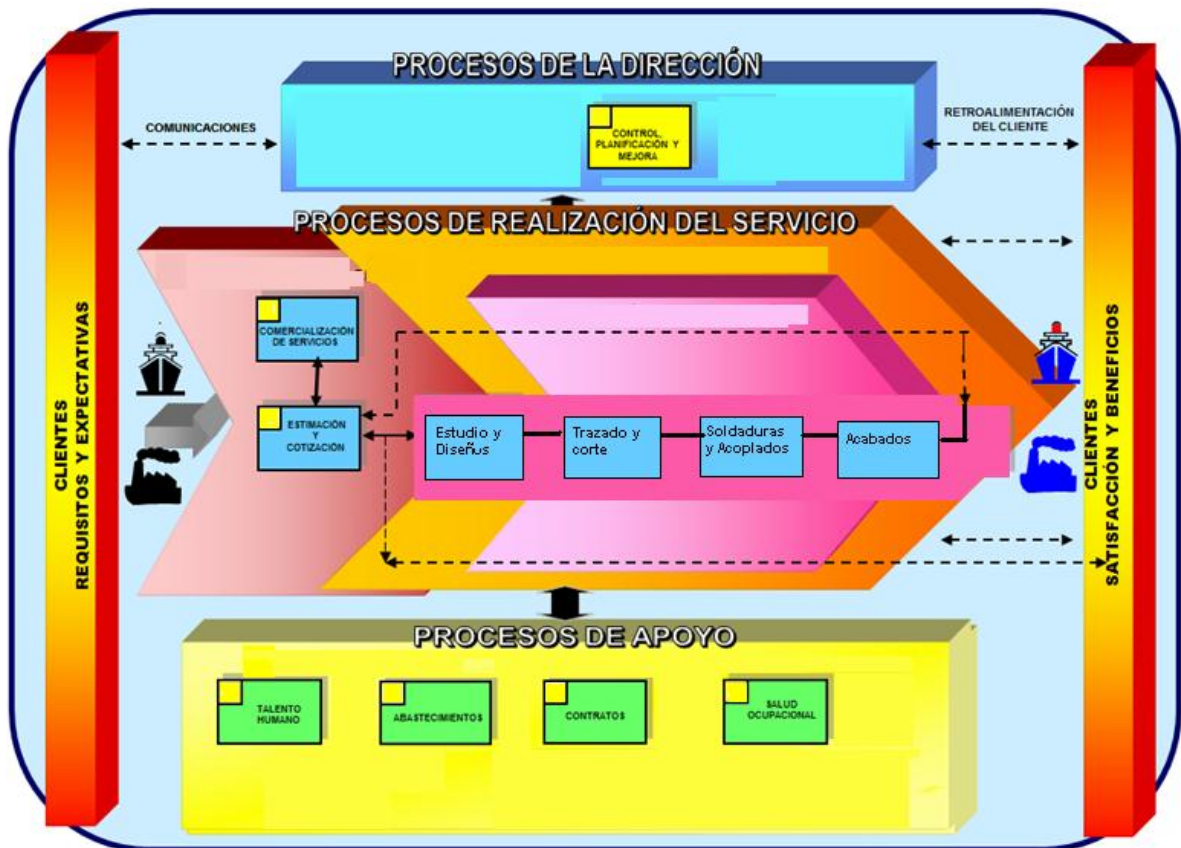 PROCESOS DE LA DIRECCIÓN
COMUNICACIONES
RETROALIMENTACIÓN
DEL CLIENTE
CONTROL,
PLANIFICACIÓN Y
MEJORA
PROCESOS DE REALIZACIÓN DEL SERVICIO
CLIENTES
REQUISITOS Y EXPECTATIVAS
COMERCIALIZACIÓN
DE SERVICIOS
ESTIMACIÓN
Y
COTIZACIÓN
Estudio y
Diseñus
Trazado y
corte
Soldaduras
y Acoplados
Acabados
CLIENTES
SATISFACCIÓN Y BENEFICIOS
PROCESOS DE APOYO
TALENTO
HUMANO
ABASTECIMIENTOS
CONTRATOS
SALUD
OCUPACIONAL